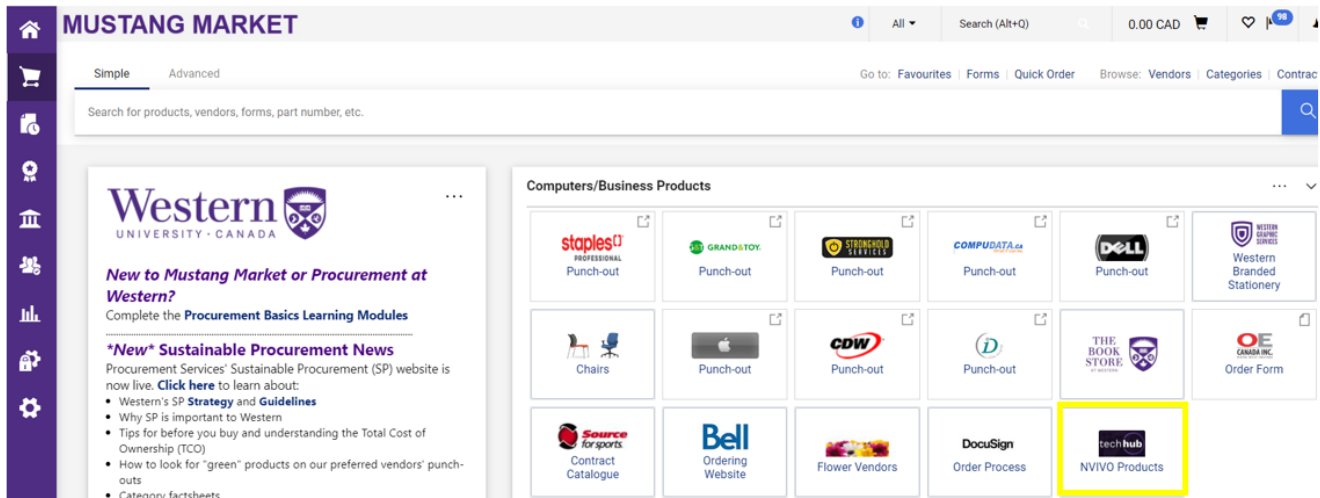 MUSTANG MARKET
All
Search (Alt+Q)
0.00 CAD
98
Simple
Advanced
Go to: Favourites | Forms | Quick Order
Browse: Vendors | Categories | Contrac
Search for products, vendors, forms, part number, etc.
Western
UNIVERSITY · CANADA
New to Mustang Market or Procurement at
Western?
Complete the Procurement Basics Learning Modules
*New* Sustainable Procurement News
Procurement Services' Sustainable Procurement (SP) website is
now live. Click here to learn about:
• Western's SP Strategy and Guidelines
• Why SP is important to Western
• Tips for before you buy and understanding the Total Cost of
Ownership (TCO)
• How to look for "green" products on our preferred vendors' punch-
outs
• Category factsheets
Computers/Business Products
staples
PROFESSIONAL
Punch-out
GRAND&TOY
Punch-out
STRONGHOLD
SERVICES
Punch-out
COMPUDATA.ca
Punch-out
DELL
Punch-out
WESTERN
GRAPHIC
SERVICES
Western
Branded
Stationery
Chairs
Punch-out
CDW
Punch-out
D
Punch-out
THE
BOOK
STORE
AT WESTERN
OE
CANADA INC.
Order Form
Source
for sports.
Contract
Catalogue
Bell
Ordering
Website
Flower Vendors
DocuSign
Order Process
tech hub
NVIVO Products